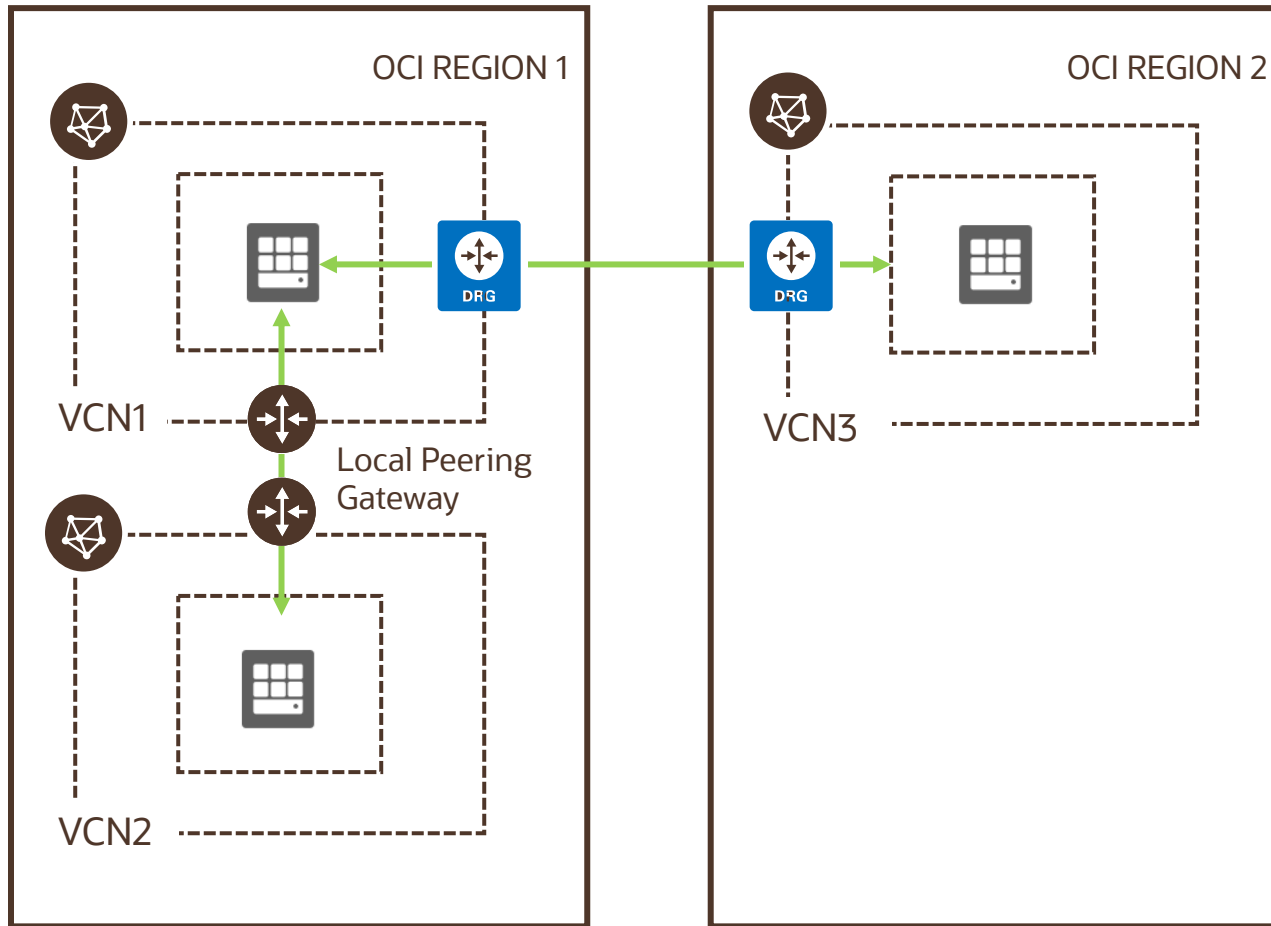 OCI REGION 1
OCI REGION 2
DRG
DRG
VCN1
VCN3
Local Peering
Gateway
VCN2